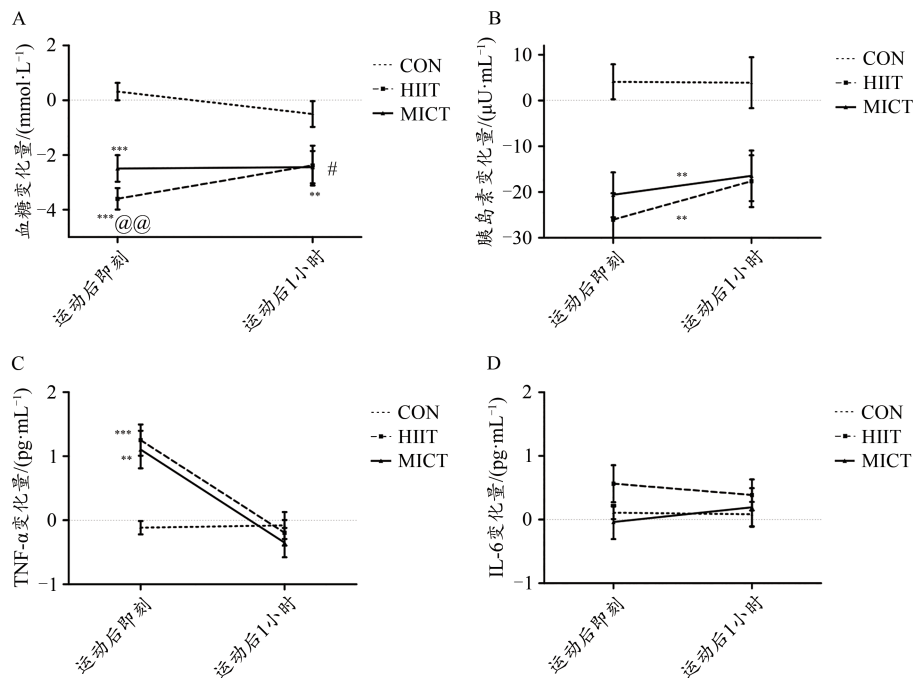 A
血糖变化量/(mmol·L⁻¹)
2
0
−2
−4
***
***@@
**
#
CON
HIIT
MICT
运动后即刻
运动后1小时
B
胰岛素变化量/(μU·mL⁻¹)
10
0
−10
−20
−30
**
**
CON
HIIT
MICT
运动后即刻
运动后1小时
C
TNF-α变化量/(pg·mL⁻¹)
2
1
0
−1
***
**
CON
HIIT
MICT
运动后即刻
运动后1小时
D
IL-6变化量/(pg·mL⁻¹)
2
1
0
−1
CON
HIIT
MICT
运动后即刻
运动后1小时